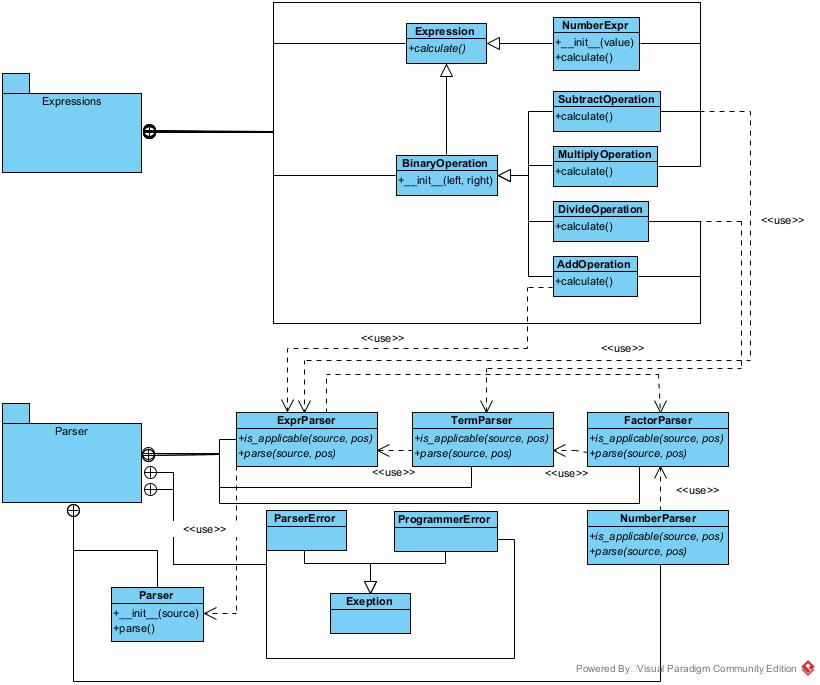 Expression
+calculate()
NumberExpr
+__init__(value)
+calculate()
Expressions
SubtractOperation
+calculate()
MultiplyOperation
+calculate()
BinaryOperation
+__init__(left, right)
DivideOperation
+calculate()
<<use>>
AddOperation
+calculate()
<<use>>
<<use>>
Parser
ExprParser
+is_applicable(source, pos)
+parse(source, pos)
TermParser
+is_applicable(source, pos)
+parse(source, pos)
FactorParser
+is_applicable(source, pos)
+parse(source, pos)
<<use>>
<<use>>
<<use>>
ParserError
ProgrammerError
NumberParser
+is_applicable(source, pos)
+parse(source, pos)
<<use>>
Parser
+__init__(source)
+parse()
Exeption
Powered By Visual Paradigm Community Edition